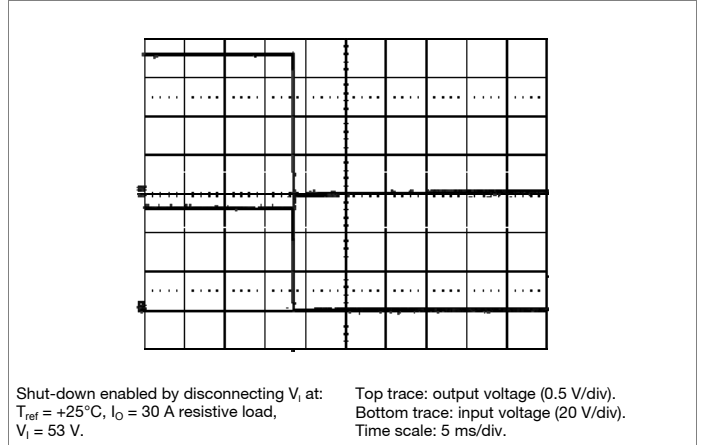 Shut-down enabled by disconnecting VI at:
Tref = +25°C, IO = 30 A resistive load,
VI = 53 V.
Top trace: output voltage (0.5 V/div).
Bottom trace: input voltage (20 V/div).
Time scale: 5 ms/div.